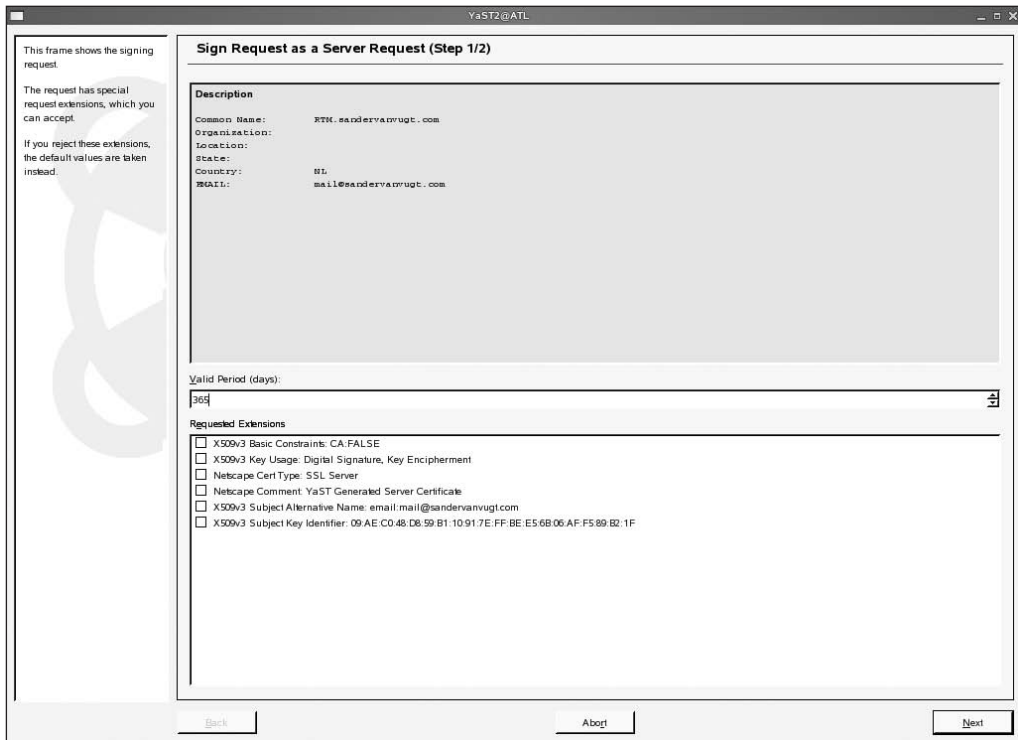 YaST2@ATL
This frame shows the signing
request.
The request has special
request extensions, which you
can accept.
If you reject these extensions,
the default values are taken
instead.
Sign Request as a Server Request (Step 1/2)
Description
Common Name: RTM.sandervanvugt.com
Organization:
Location:
State:
Country: NL
EMAIL: mail@sandervanvugt.com
Valid Period (days):
365
Requested Extensions
X509v3 Basic Constraints: CA:FALSE
X509v3 Key Usage: Digital Signature, Key Encipherment
Netscape Cert Type: SSL Server
Netscape Comment: YaST Generated Server Certificate
X509v3 Subject Alternative Name: email:mail@sandervanvugt.com
X509v3 Subject Key Identifier: 09:AE:C0:48:D8:59:B1:10:91:7E:FF:BE:E5:6B:06:AF:F5:89:B2:1F
Back Abort Next